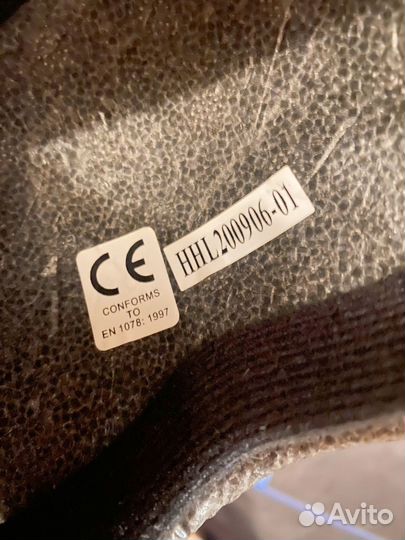 CE
CONFORMS
TO
EN 1078: 1997
HHL200906-01
Avito